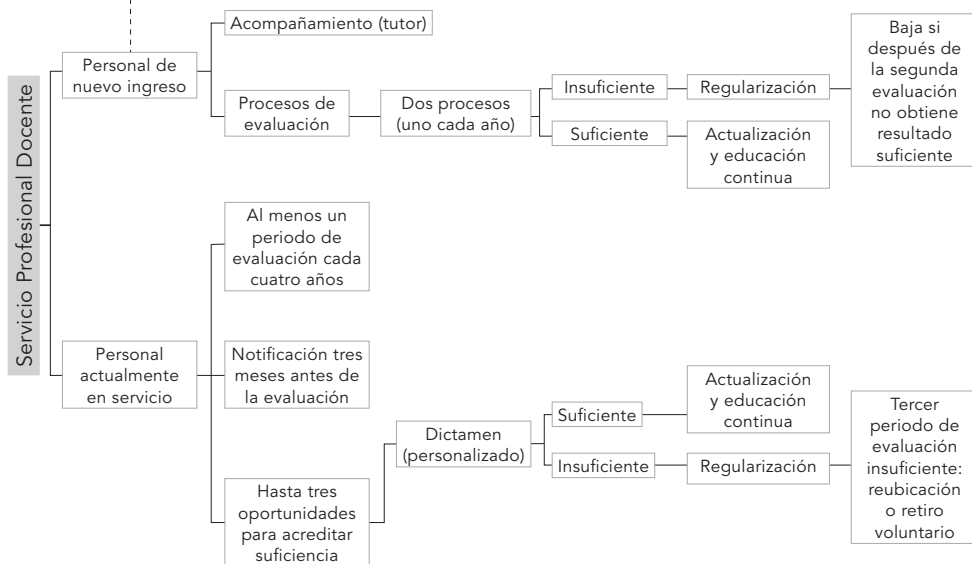 Servicio Profesional Docente
Personal de
nuevo ingreso
Acompañamiento (tutor)
Procesos de
evaluación
Dos procesos
(uno cada año)
Insuficiente
Regularización
Baja si
después de
la segunda
evaluación
no obtiene
resultado
suficiente
Suficiente
Actualización
y educación
continua
Personal
actualmente
en servicio
Al menos un
periodo de
evaluación cada
cuatro años
Notificación tres
meses antes de
la evaluación
Hasta tres
oportunidades
para acreditar
suficiencia
Dictamen
(personalizado)
Suficiente
Actualización
y educación
continua
Insuficiente
Regularización
Tercer
periodo de
evaluación
insuficiente:
reubicación
o retiro
voluntario